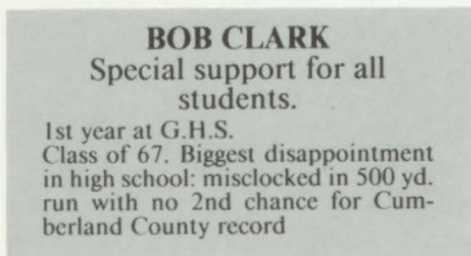 BOB CLARK
Special support for all
students.
1st year at G.H.S.
Class of 67. Biggest disappointment
in high school: misclocked in 500 yd.
run with no 2nd chance for Cum-
berland County record